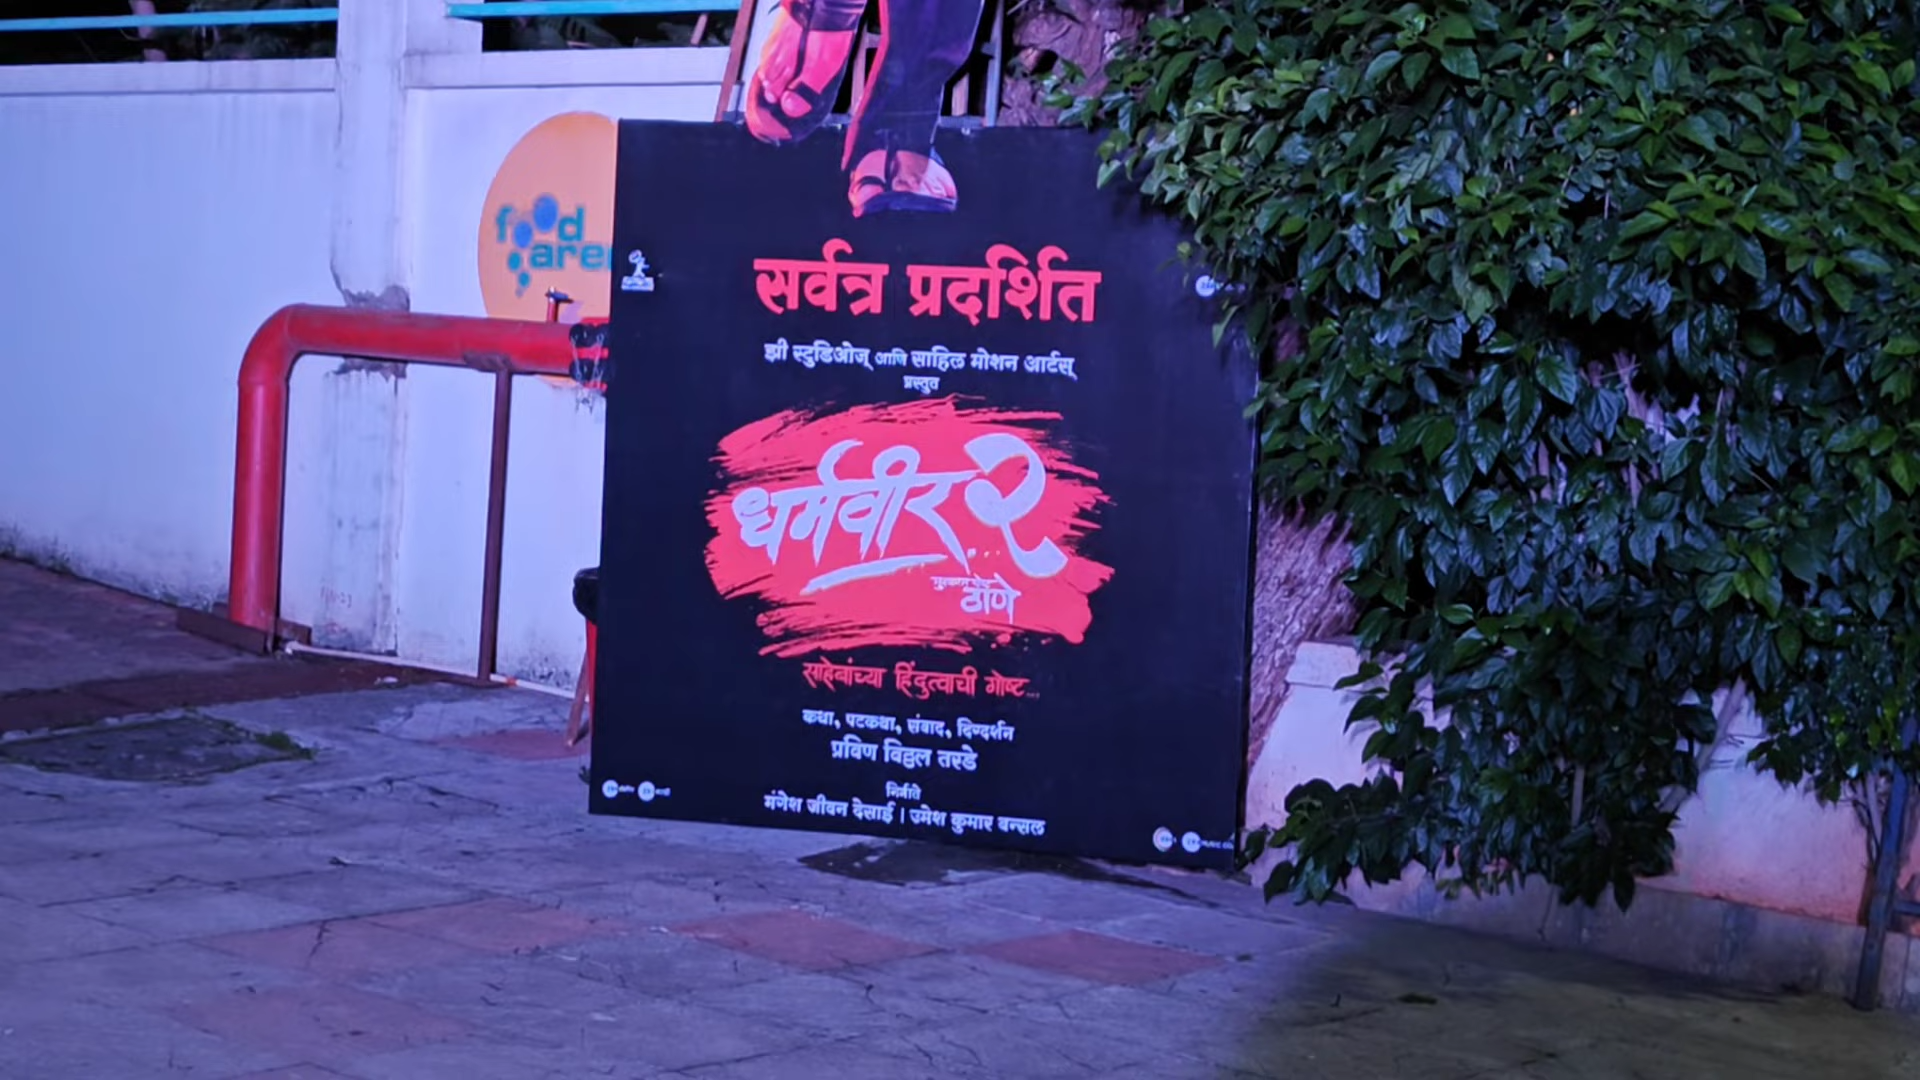 food
are
सर्वत्र प्रदर्शित
झी स्टुडिओज् आणि साहिल मोशन आर्टस्
प्रस्तुत
धर्मवीर २
मुक्काम पोस्ट
ठाणे
साहेबांच्या हिंदुत्वाची गोष्ट...
कथा, पटकथा, संवाद, दिग्दर्शन
प्रविण विठ्ठल तरडे
निर्माते
मंगेश जीवन देसाई | उमेश कुमार बन्सल